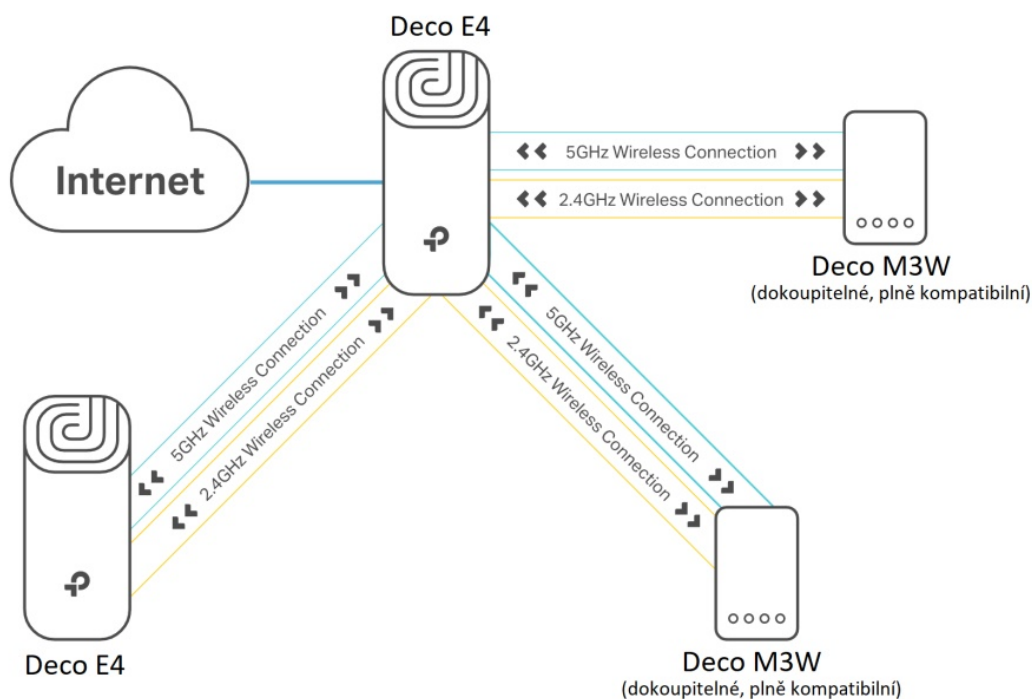 Deco E4
Internet
5GHz Wireless Connection
2.4GHz Wireless Connection
Deco M3W
(dokoupitelné, plně kompatibilní)
5GHz Wireless Connection
2.4GHz Wireless Connection
5GHz Wireless Connection
2.4GHz Wireless Connection
Deco E4
Deco M3W
(dokoupitelné, plně kompatibilní)